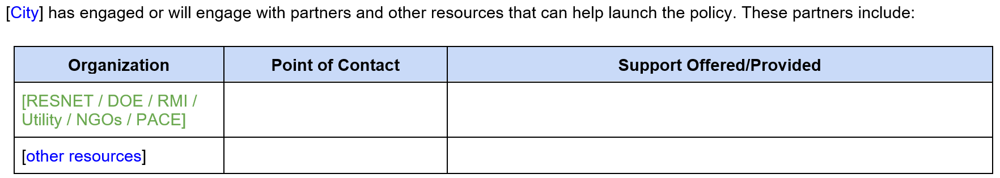 [City] has engaged or will engage with partners and other resources that can help launch the policy. These partners include:
Organization
Point of Contact
Support Offered/Provided
[RESNET / DOE / RMI /
Utility / NGOs / PACE]
[other resources]